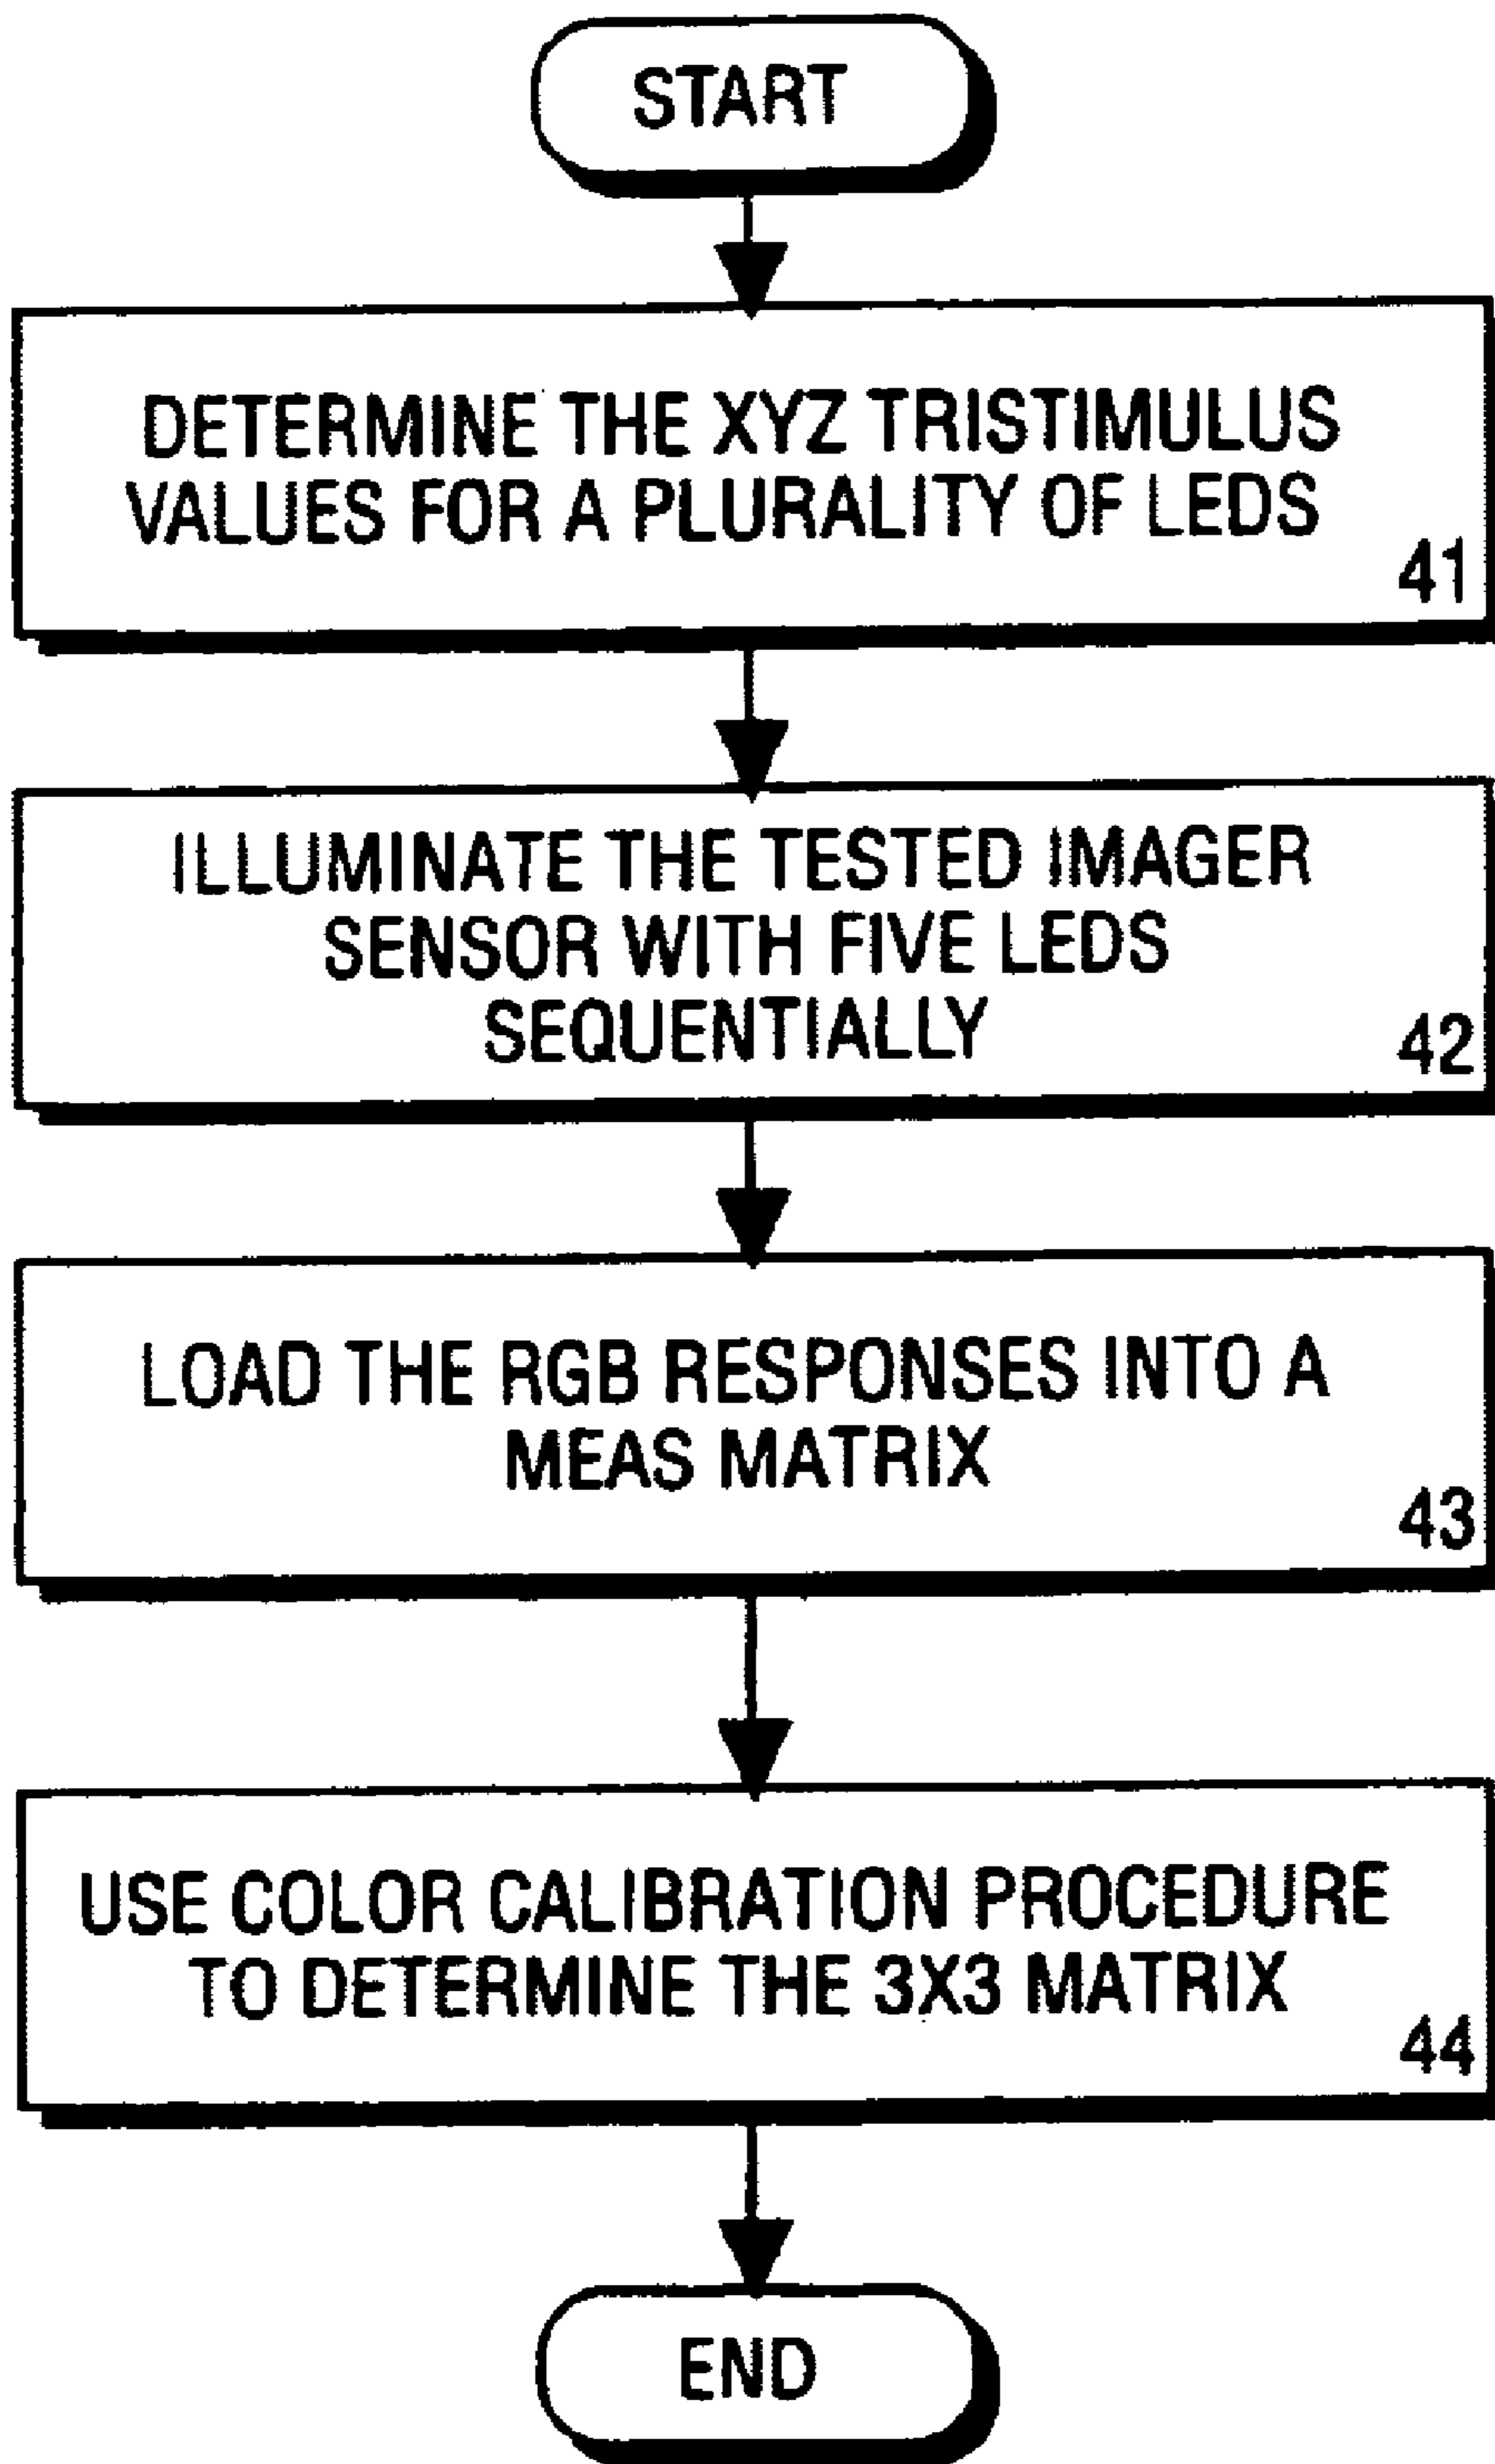 START
DETERMINE THE XYZ TRISTIMULUS
VALUES FOR A PLURALITY OF LEDS
41
ILLUMINATE THE TESTED IMAGER
SENSOR WITH FIVE LEDS
SEQUENTIALLY
42
LOAD THE RGB RESPONSES INTO A
MEAS MATRIX
43
USE COLOR CALIBRATION PROCEDURE
TO DETERMINE THE 3X3 MATRIX
44
END